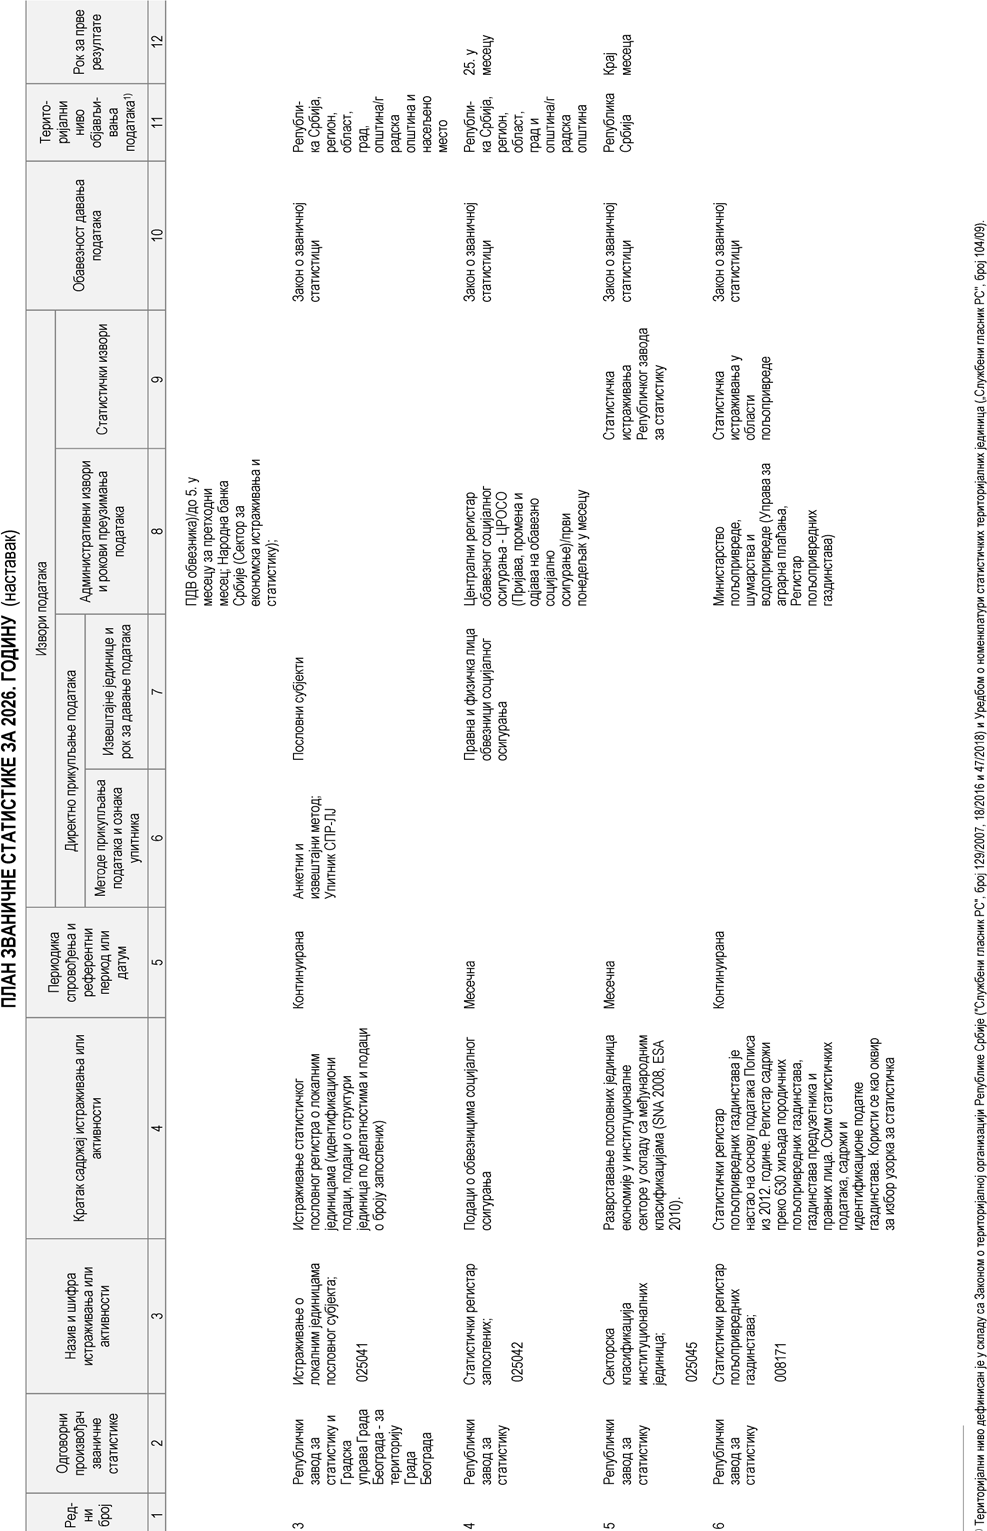 ПЛАН ЗВАНИЧНЕ СТАТИСТИКЕ ЗА 2026. ГОДИНУ (наставак)
Ред-
ни
број
Одговорни
произвођач
званичне
статистике
Назив и шифра
истраживања или
активности
Кратак садржај истраживања или
активности
Периодика
спровођења и
референтни
период или
датум
Извори података
Директно прикупљање података
Методе прикупљања
података и ознака
упитника
Извештајне јединице и
рок за давање података
Административни извори
и рокови преузимања
података
Статистички извори
Обавезност давања
података
Терито-
ријални
ниво
објављи-
вања
података1)
Рок за прве
резултате
1
2
3
4
5
6
7
8
9
10
11
12
ПДВ обвезника)/до 5. у
месецу за претходни
месец; Народна банка
Србије (Сектор за
економска истраживања и
статистику);
3
Републички
завод за
статистику и
Градска
управа Града
Београда - за
територију
Града
Београда
Истраживање о
локалним јединицама
пословног субјекта;
025041
Истраживање статистичког
пословног регистра о локалним
јединицама (идентификациони
подаци, подаци о структури
јединица по делатностима и подаци
о броју запослених)
Континуирана
Анкетни и
извештајни метод;
Упитник СПР-ЛЈ
Пословни субјекти
Закон о званичној
статистици
Републи-
ка Србија,
регион,
област,
град,
општина/г
радска
општина и
насељено
место
4
Републички
завод за
статистику
Статистички регистар
запослених;
025042
Подаци о обвезницима социјалног
осигурања
Месечна
Правна и физичка лица
обвезници социјалног
осигурања
Централни регистар
обавезног социјалног
осигурања - ЦРОСО
(Пријава, промена и
одјава на обавезно
социјално
осигурање)/први
понедељак у месецу
Закон о званичној
статистици
Републи-
ка Србија,
регион,
област,
град и
општина/г
радска
општина
25. у
месецу
5
Републички
завод за
статистику
Секторска
класификација
институционалних
јединица;
025045
Разврставање пословних јединица
економије у институционалне
секторе у складу са међународним
класификацијама (SNA 2008, ESA
2010).
Месечна
Статистичка
истраживања
Републичког завода
за статистику
Закон о званичној
статистици
Република
Србија
Крај
месеца
6
Републички
завод за
статистику
Статистички регистар
пољопривредних
газдинстава;
008171
Статистички регистар
пољопривредних газдинстава је
настао на основу података Пописа
из 2012. године. Регистар садржи
преко 630 хиљада породичних
пољопривредних газдинстава,
газдинстава предузетника и
правних лица. Осим статистичких
података, садржи и
идентификационе податке
газдинстава. Користи се као оквир
за избор узорка за статистичка
Континуирана
Министарство
пољопривреде,
шумарства и
водопривреде (Управа за
аграрна плаћања,
Регистар
пољопривредних
газдинстава)
Статистичка
истраживања у
области
пољопривреде
Закон о званичној
статистици
) Територијални ниво дефинисан је у складу са Законом о територијалној организацији Републике Србије ("Службени гласник РС", број 129/2007, 18/2016 и 47/2018) и Уредбом о номенклатури статистичких територијалних јединица („Службени гласник РС", број 104/09).